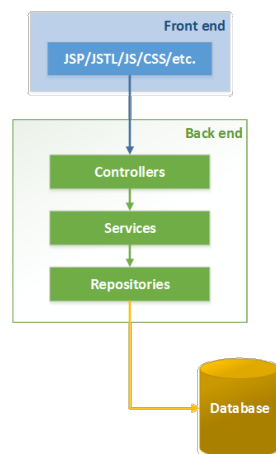 Front end
JSP/JSTL/JS/CSS/etc.
Back end
Controllers
Services
Repositories
Database